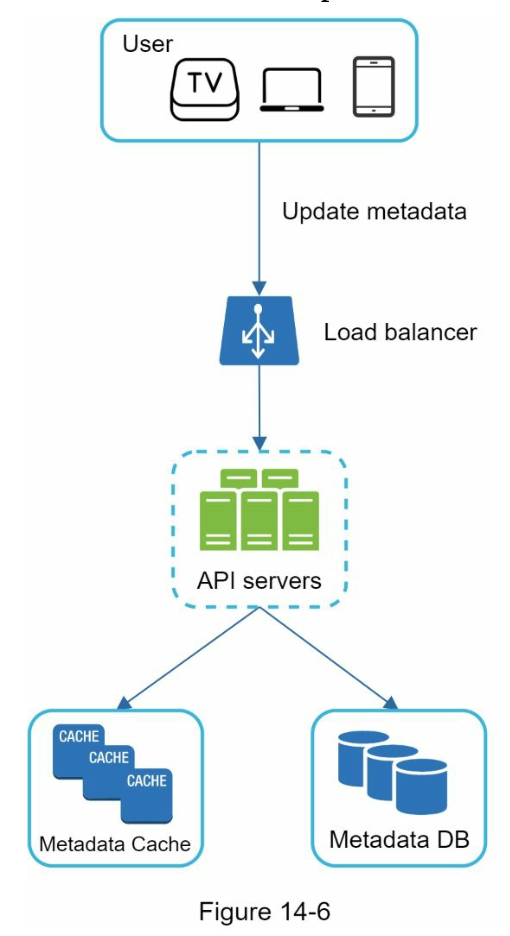 User
TV
Update metadata
Load balancer
API servers
CACHE
CACHE
CACHE
Metadata Cache
Metadata DB
Figure 14-6